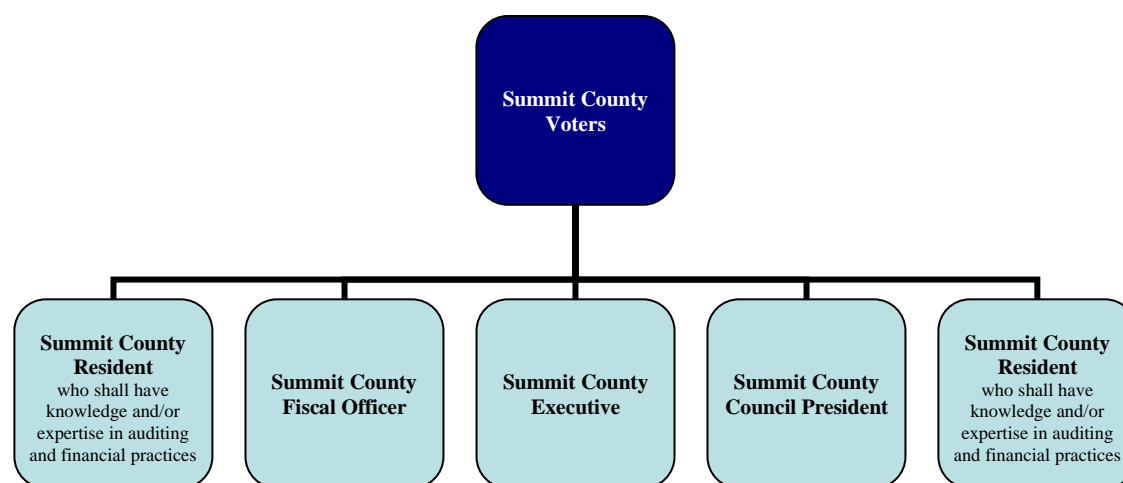 Summit County
Voters
Summit County
Resident
who shall have
knowledge and/or
expertise in auditing
and financial practices
Summit County
Fiscal Officer
Summit County
Executive
Summit County
Council President
Summit County
Resident
who shall have
knowledge and/or
expertise in auditing
and financial practices